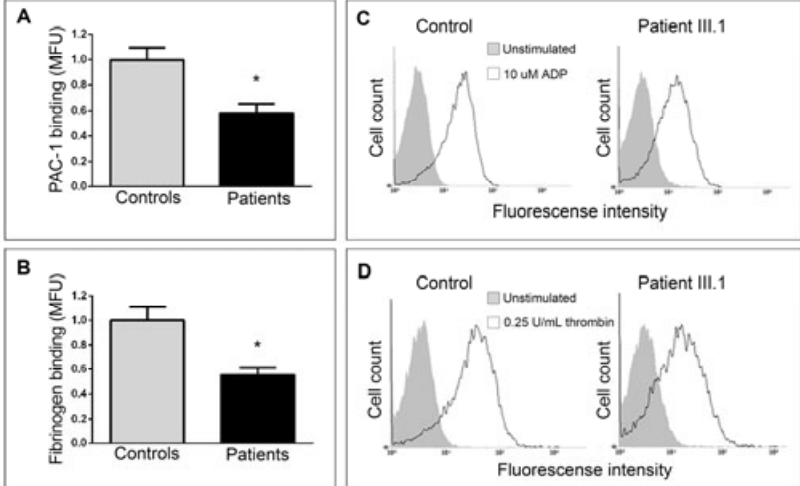 A
PAC-1 binding (MFU)
1.2
1.0
0.8
0.6
0.4
0.2
0.0
*
Controls
Patients
B
Fibrinogen binding (MFU)
1.2
1.0
0.8
0.6
0.4
0.2
0.0
*
Controls
Patients
C
Control
Patient III.1
Unstimulated
10 uM ADP
Cell count
Cell count
Fluorescense intensity
D
Control
Patient III.1
Unstimulated
0.25 U/mL thrombin
Cell count
Cell count
Fluorescense intensity